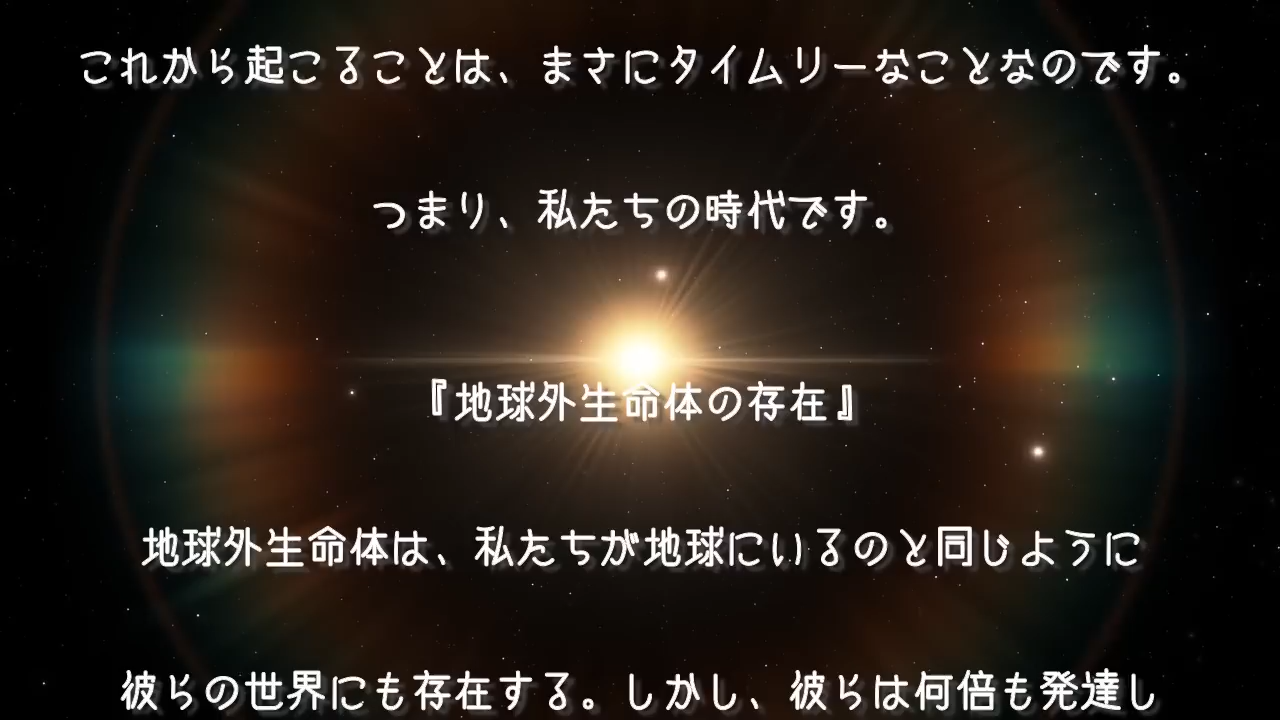 これから起こることは、まさにタイムリーなことなのです。
つまり、私たちの時代です。
『地球外生命体の存在』
地球外生命体は、私たちが地球にいるのと同じように
彼らの世界にも存在する。しかし、彼らは何倍も発達し